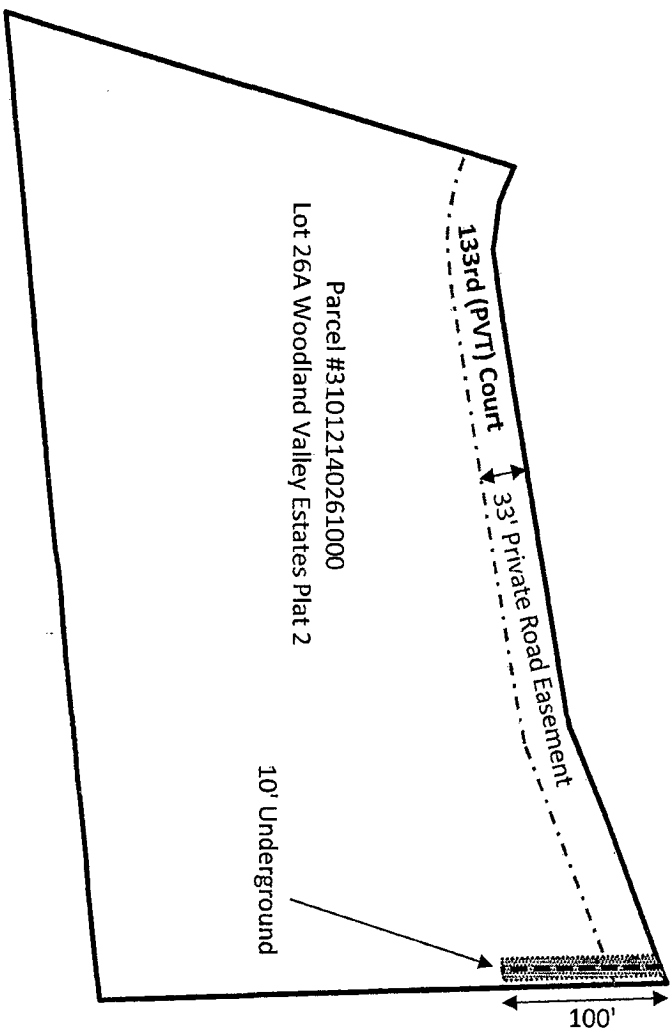 133rd (PVT) Court
33' Private Road Easement
Parcel #31012140261000
Lot 26A Woodland Valley Estates Plat 2
10' Underground
100'